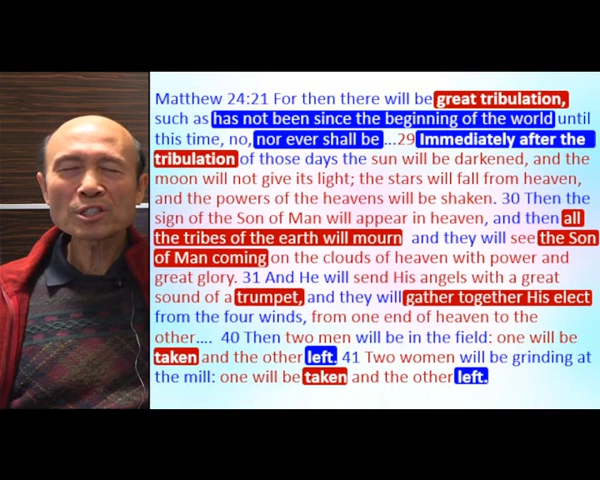 Matthew 24:21 For then there will be great tribulation,
such as has not been since the beginning of the world until
this time, no, nor ever shall be ...29 Immediately after the
tribulation of those days the sun will be darkened, and the
moon will not give its light; the stars will fall from heaven,
and the powers of the heavens will be shaken. 30 Then the
sign of the Son of Man will appear in heaven, and then all
the tribes of the earth will mourn and they will see the Son
of Man coming on the clouds of heaven with power and
great glory. 31 And He will send His angels with a great
sound of a trumpet, and they will gather together His elect
from the four winds, from one end of heaven to the
other.... 40 Then two men will be in the field: one will be
taken and the other left. 41 Two women will be grinding at
the mill: one will be taken and the other left.